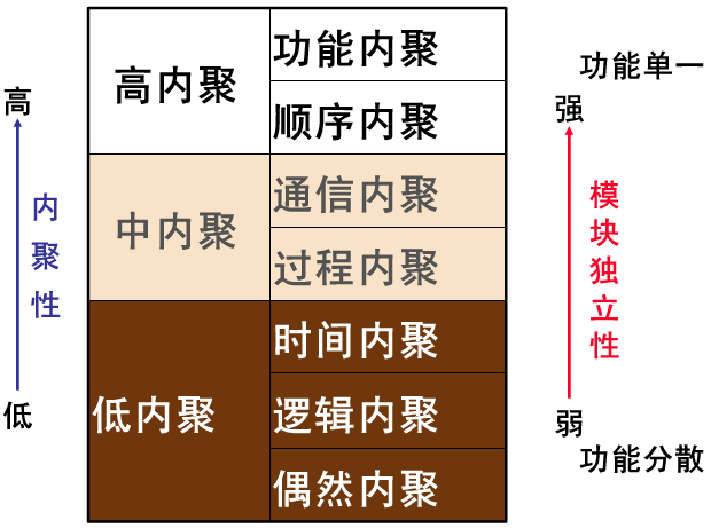 高
内聚性
低
高内聚
功能内聚
顺序内聚
中内聚
通信内聚
过程内聚
低内聚
时间内聚
逻辑内聚
偶然内聚
功能单一
强
模块独立性
弱
功能分散